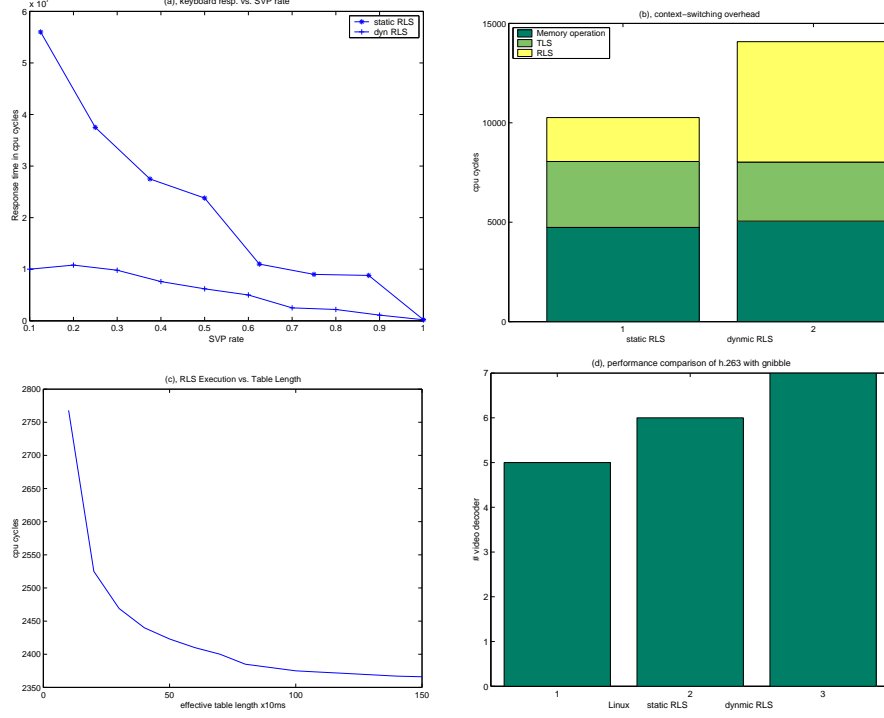 (a), keyboard resp. vs. SVP rate
static RLS
dyn RLS
6
5
4
3
2
1
0
Response time in cpu cycles
0.1 0.2 0.3 0.4 0.5 0.6 0.7 0.8 0.9 1
SVP rate
(b), context−switching overhead
Memory operation
TLS
RLS
15000
10000
5000
0
cpu cycles
1 2
static RLS dynmic RLS
(c), RLS Execution vs. Table Length
2800
2750
2700
2650
2600
2550
2500
2450
2400
2350
cpu cycles
0 50 100 150
effective table length x10ms
(d), performance comparison of h.263 with gnibble
7
6
5
4
3
2
1
0
# video decoder
1 2 3
Linux static RLS dynmic RLS